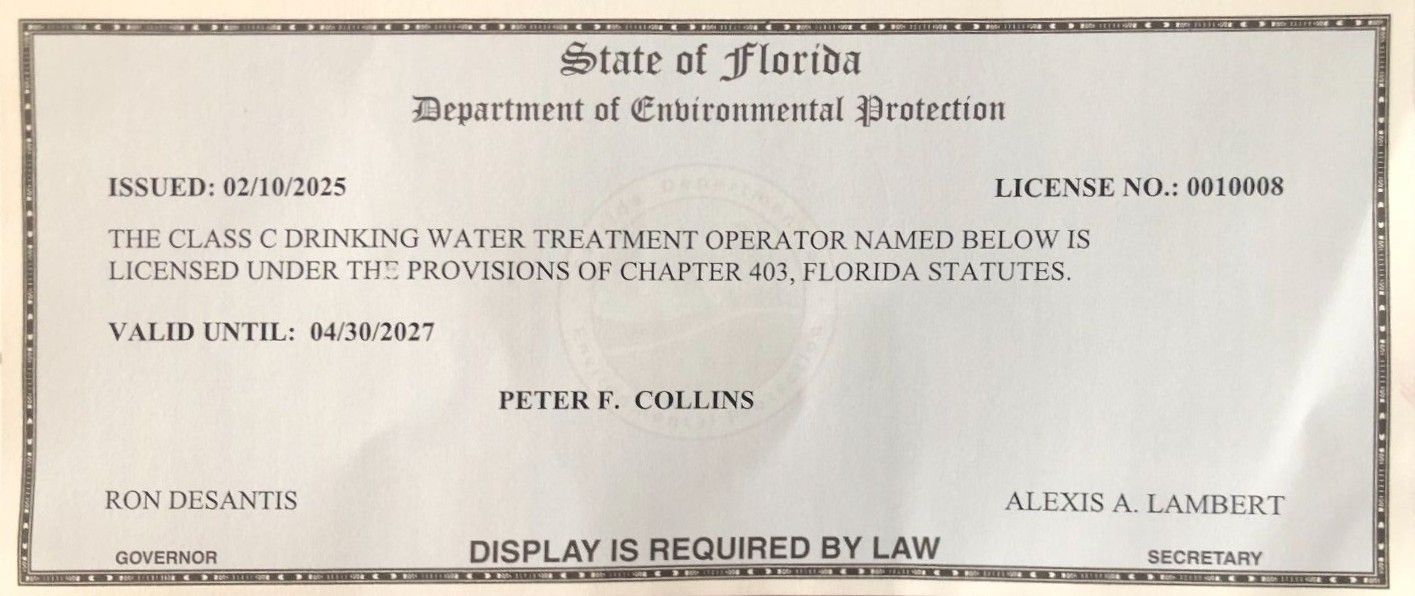 State of Florida
Department of Environmental Protection
ISSUED: 02/10/2025 LICENSE NO.: 0010008
THE CLASS C DRINKING WATER TREATMENT OPERATOR NAMED BELOW IS
LICENSED UNDER THE PROVISIONS OF CHAPTER 403, FLORIDA STATUTES.
VALID UNTIL: 04/30/2027
PETER F. COLLINS
RON DESANTIS ALEXIS A. LAMBERT
GOVERNOR DISPLAY IS REQUIRED BY LAW SECRETARY